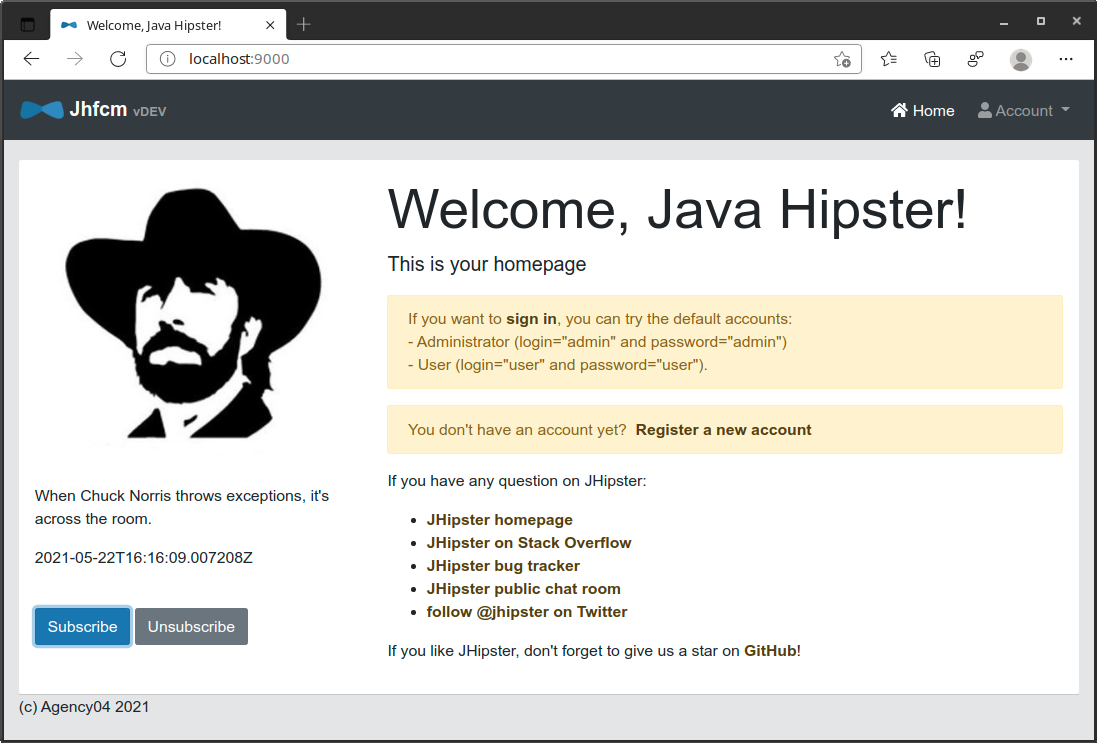 Welcome, Java Hipster!
localhost:9000
Jhfcm vDEV
Home
Account
Welcome, Java Hipster!
This is your homepage
If you want to sign in, you can try the default accounts:
- Administrator (login="admin" and password="admin")
- User (login="user" and password="user").
You don't have an account yet? Register a new account
If you have any question on JHipster:
JHipster homepage
JHipster on Stack Overflow
JHipster bug tracker
JHipster public chat room
follow @jhipster on Twitter
If you like JHipster, don't forget to give us a star on GitHub!
When Chuck Norris throws exceptions, it's
across the room.
2021-05-22T16:16:09.007208Z
Subscribe
Unsubscribe
(c) Agency04 2021